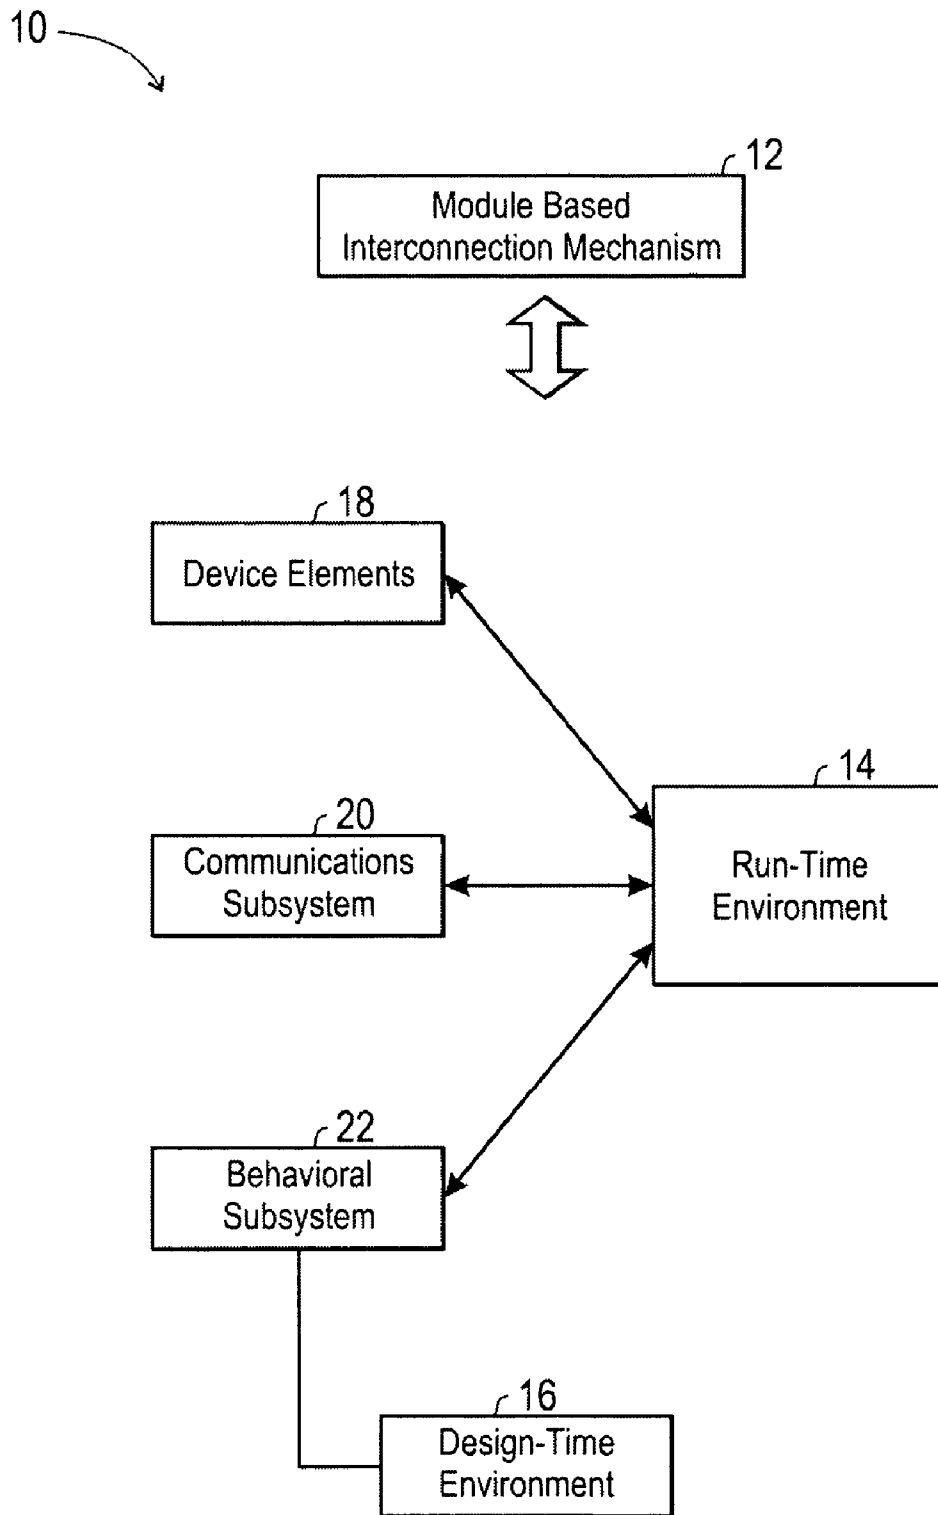 10
12
Module Based
Interconnection Mechanism
18
Device Elements
14
Run-Time
Environment
20
Communications
Subsystem
22
Behavioral
Subsystem
16
Design-Time
Environment